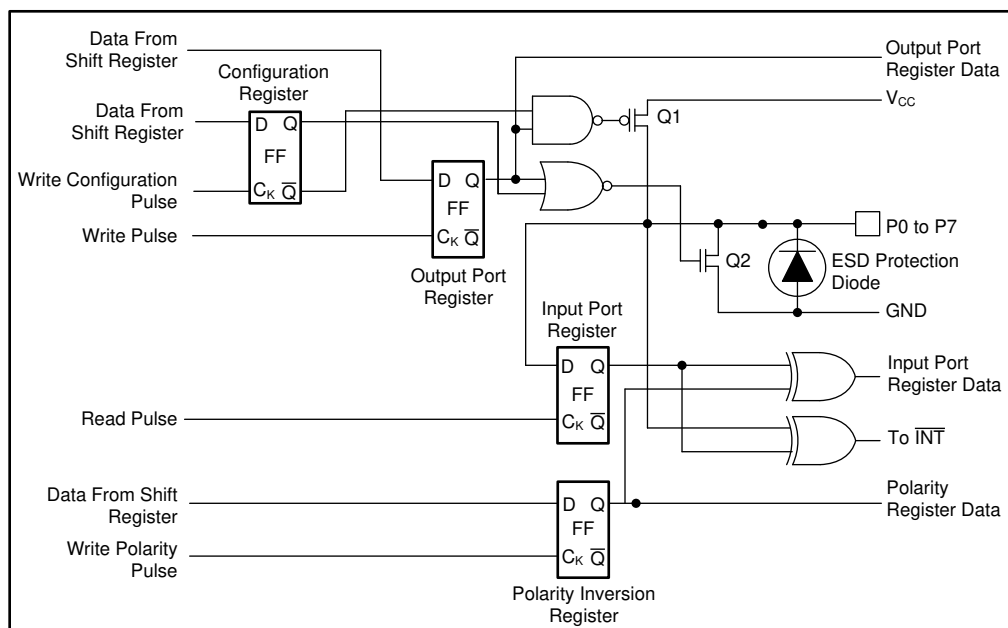 Data From
Shift Register
Configuration
Register
Output Port
Register Data
VCC
Q1
Data From
Shift Register
D Q
FF
CK Q̅
Write Configuration
Pulse
D Q
FF
CK Q̅
Write Pulse
Output Port
Register
P0 to P7
Q2
ESD Protection
Diode
GND
Input Port
Register
D Q
FF
CK Q̅
Input Port
Register Data
Read Pulse
To I̅N̅T̅
Data From Shift
Register
D Q
FF
CK Q̅
Polarity
Register Data
Write Polarity
Pulse
Polarity Inversion
Register